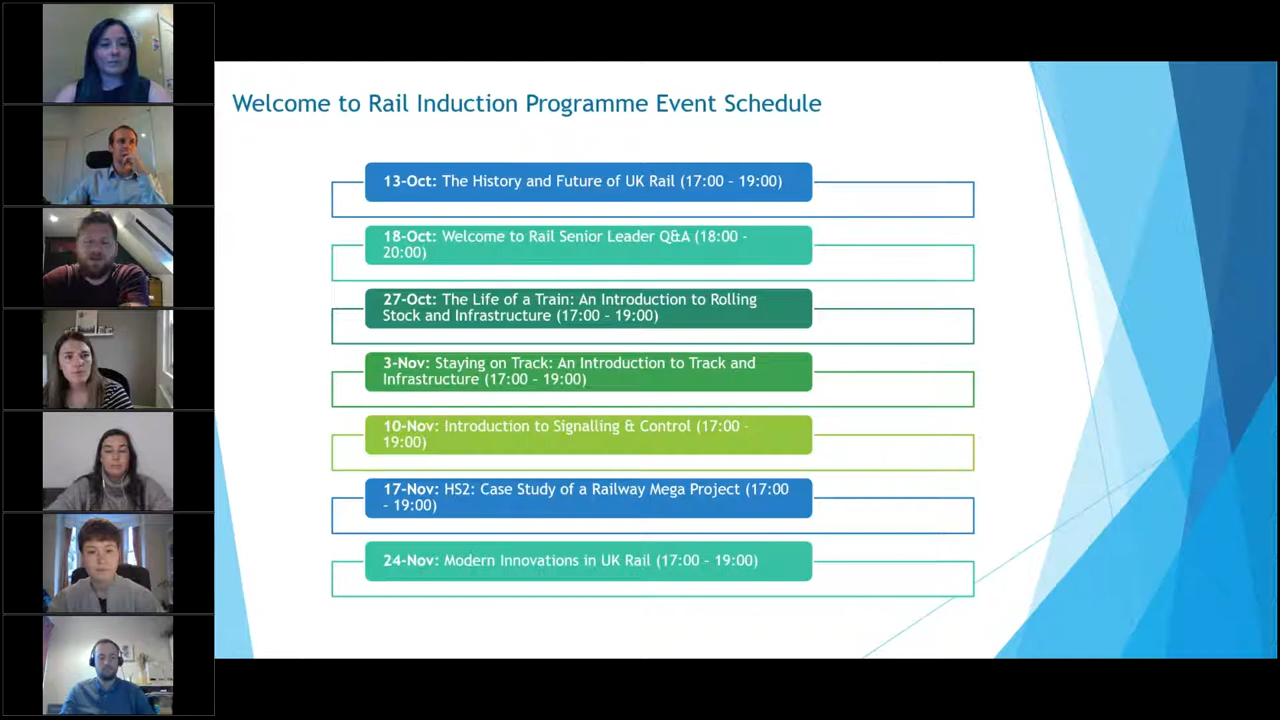 Welcome to Rail Induction Programme Event Schedule
13-Oct: The History and Future of UK Rail (17:00 – 19:00)
18-Oct: Welcome to Rail Senior Leader Q&A (18:00 -
20:00)
27-Oct: The Life of a Train: An Introduction to Rolling
Stock and Infrastructure (17:00 – 19:00)
3-Nov: Staying on Track: An Introduction to Track and
Infrastructure (17:00 – 19:00)
10-Nov: Introduction to Signalling & Control (17:00 -
19:00)
17-Nov: HS2: Case Study of a Railway Mega Project (17:00
– 19:00)
24-Nov: Modern Innovations in UK Rail (17:00 – 19:00)